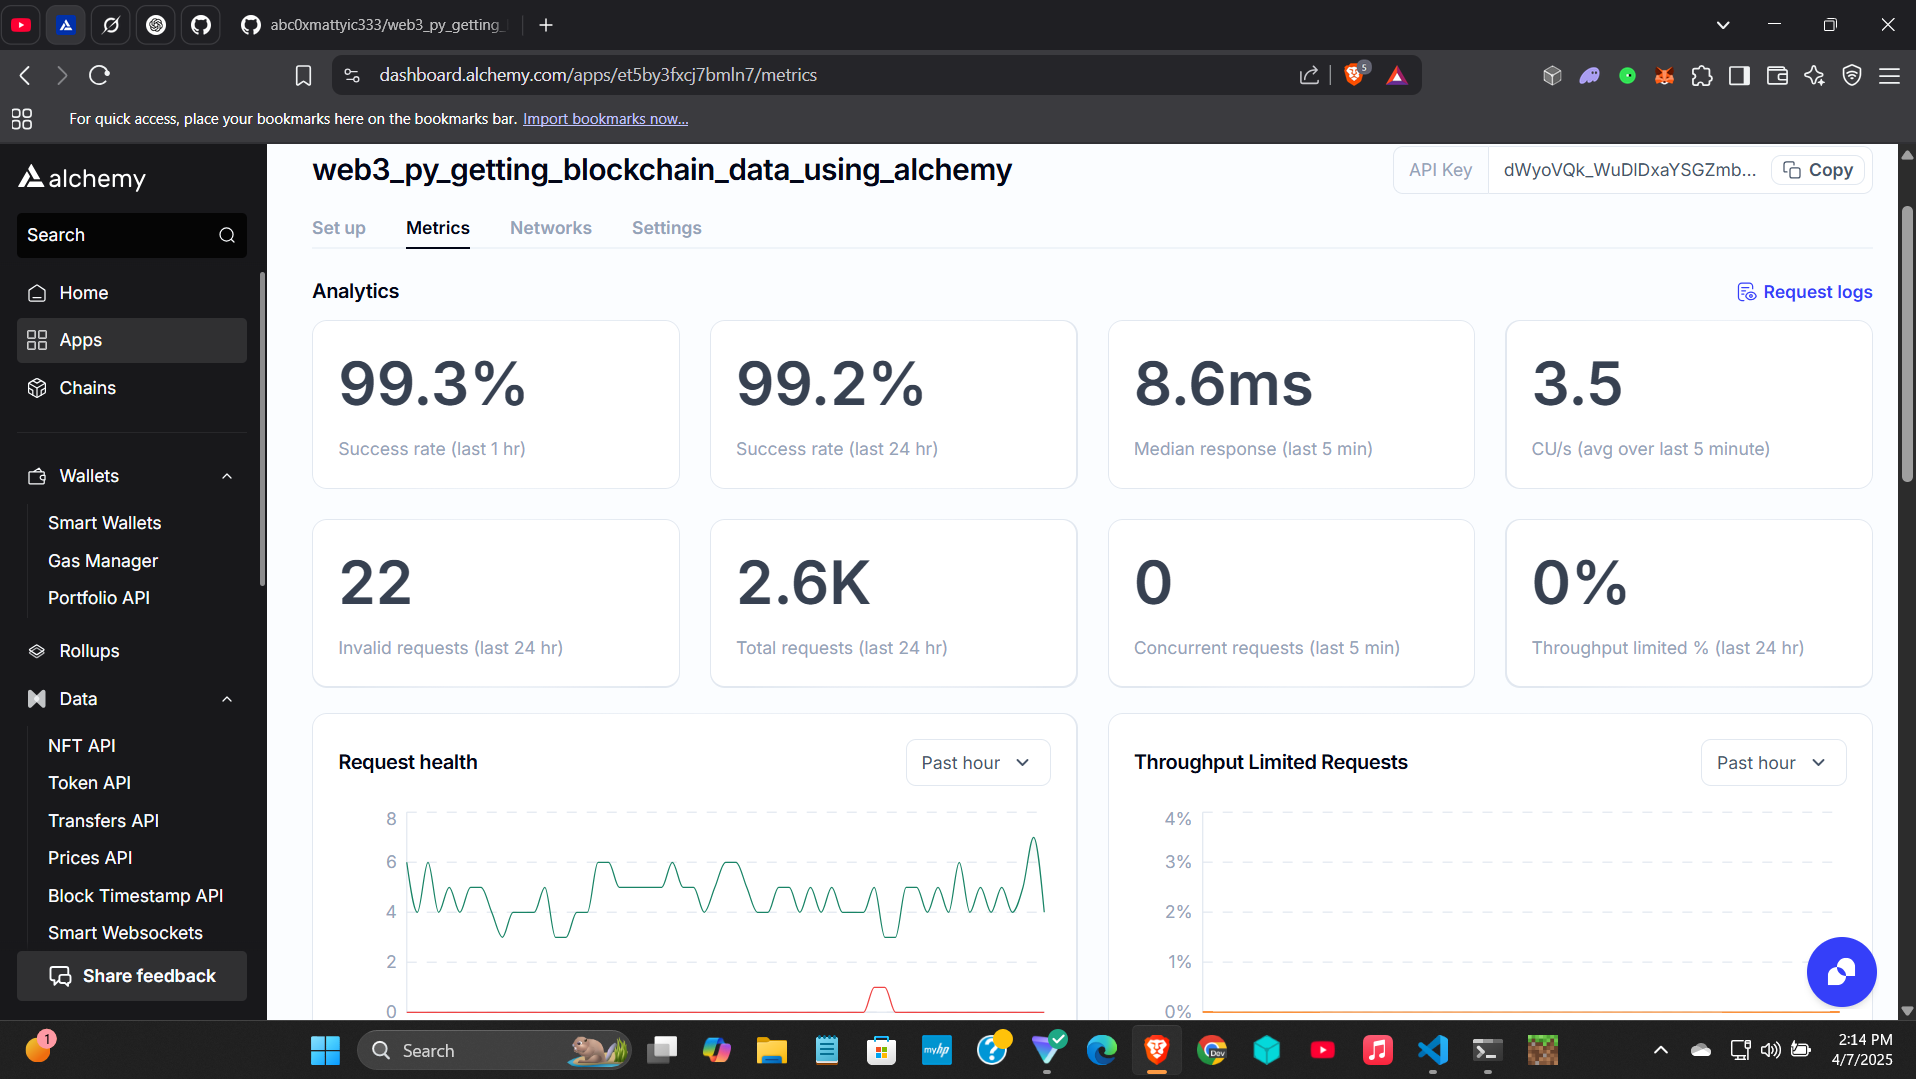 abc0xmattyic333/web3_py_getting_
dashboard.alchemy.com/apps/et5by3fxcj7bmln7/metrics
5
For quick access, place your bookmarks here on the bookmarks bar. Import bookmarks now...
alchemy
Search
Home
Apps
Chains
Wallets
Smart Wallets
Gas Manager
Portfolio API
Rollups
Data
NFT API
Token API
Transfers API
Prices API
Block Timestamp API
Smart Websockets
Share feedback
web3_py_getting_blockchain_data_using_alchemy
API Key
dWyoVQk_WuDlDxaYSGZmb...
Copy
Set up
Metrics
Networks
Settings
Analytics
Request logs
99.3%
Success rate (last 1 hr)
99.2%
Success rate (last 24 hr)
8.6ms
Median response (last 5 min)
3.5
CU/s (avg over last 5 minute)
22
Invalid requests (last 24 hr)
2.6K
Total requests (last 24 hr)
0
Concurrent requests (last 5 min)
0%
Throughput limited % (last 24 hr)
Request health
Past hour
8
6
4
2
0
Throughput Limited Requests
Past hour
4%
3%
2%
1%
0%
1
Search
myhp
Dev
2:14 PM
4/7/2025